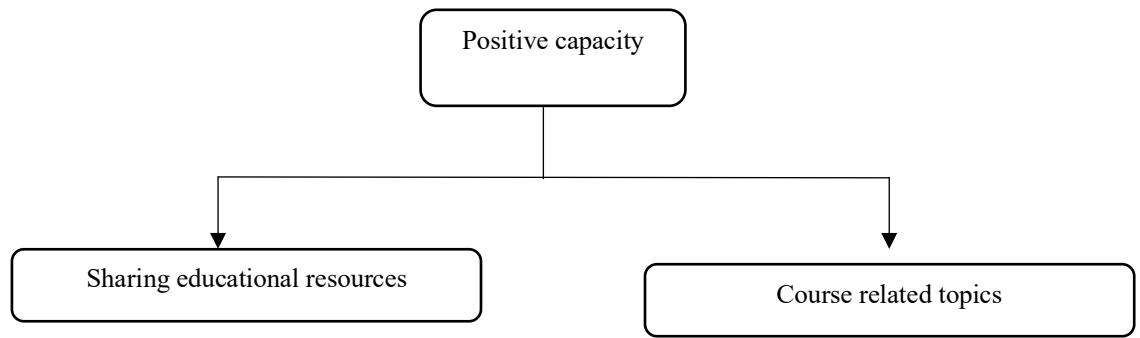 Positive capacity
Sharing educational resources
Course related topics